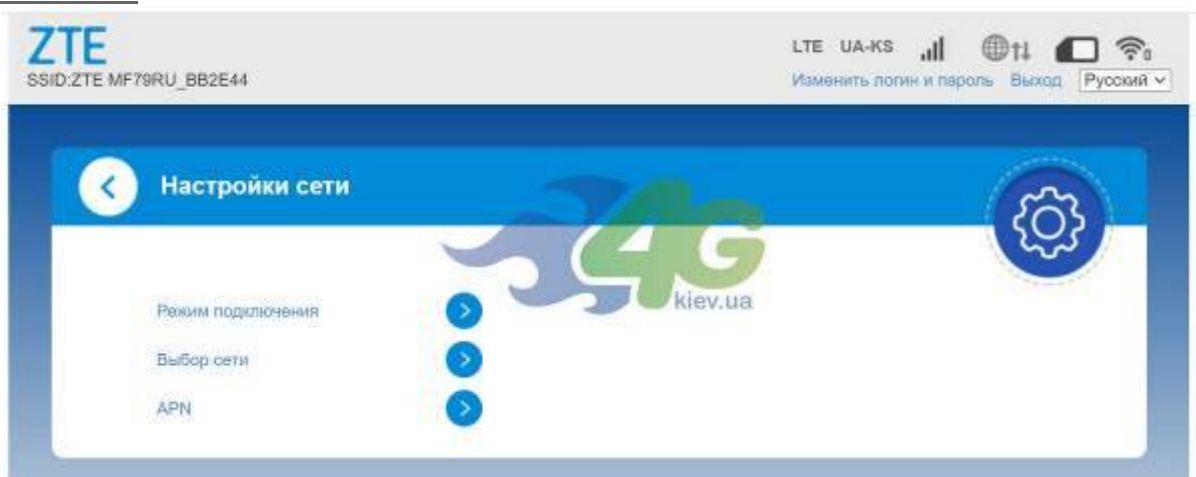 ZTE
SSID:ZTE MF79RU_BB2E44
LTE UA-KS
Изменить логин и пароль Выход Русский
Настройки сети
4G
kiev.ua
Режим подключения
Выбор сети
APN